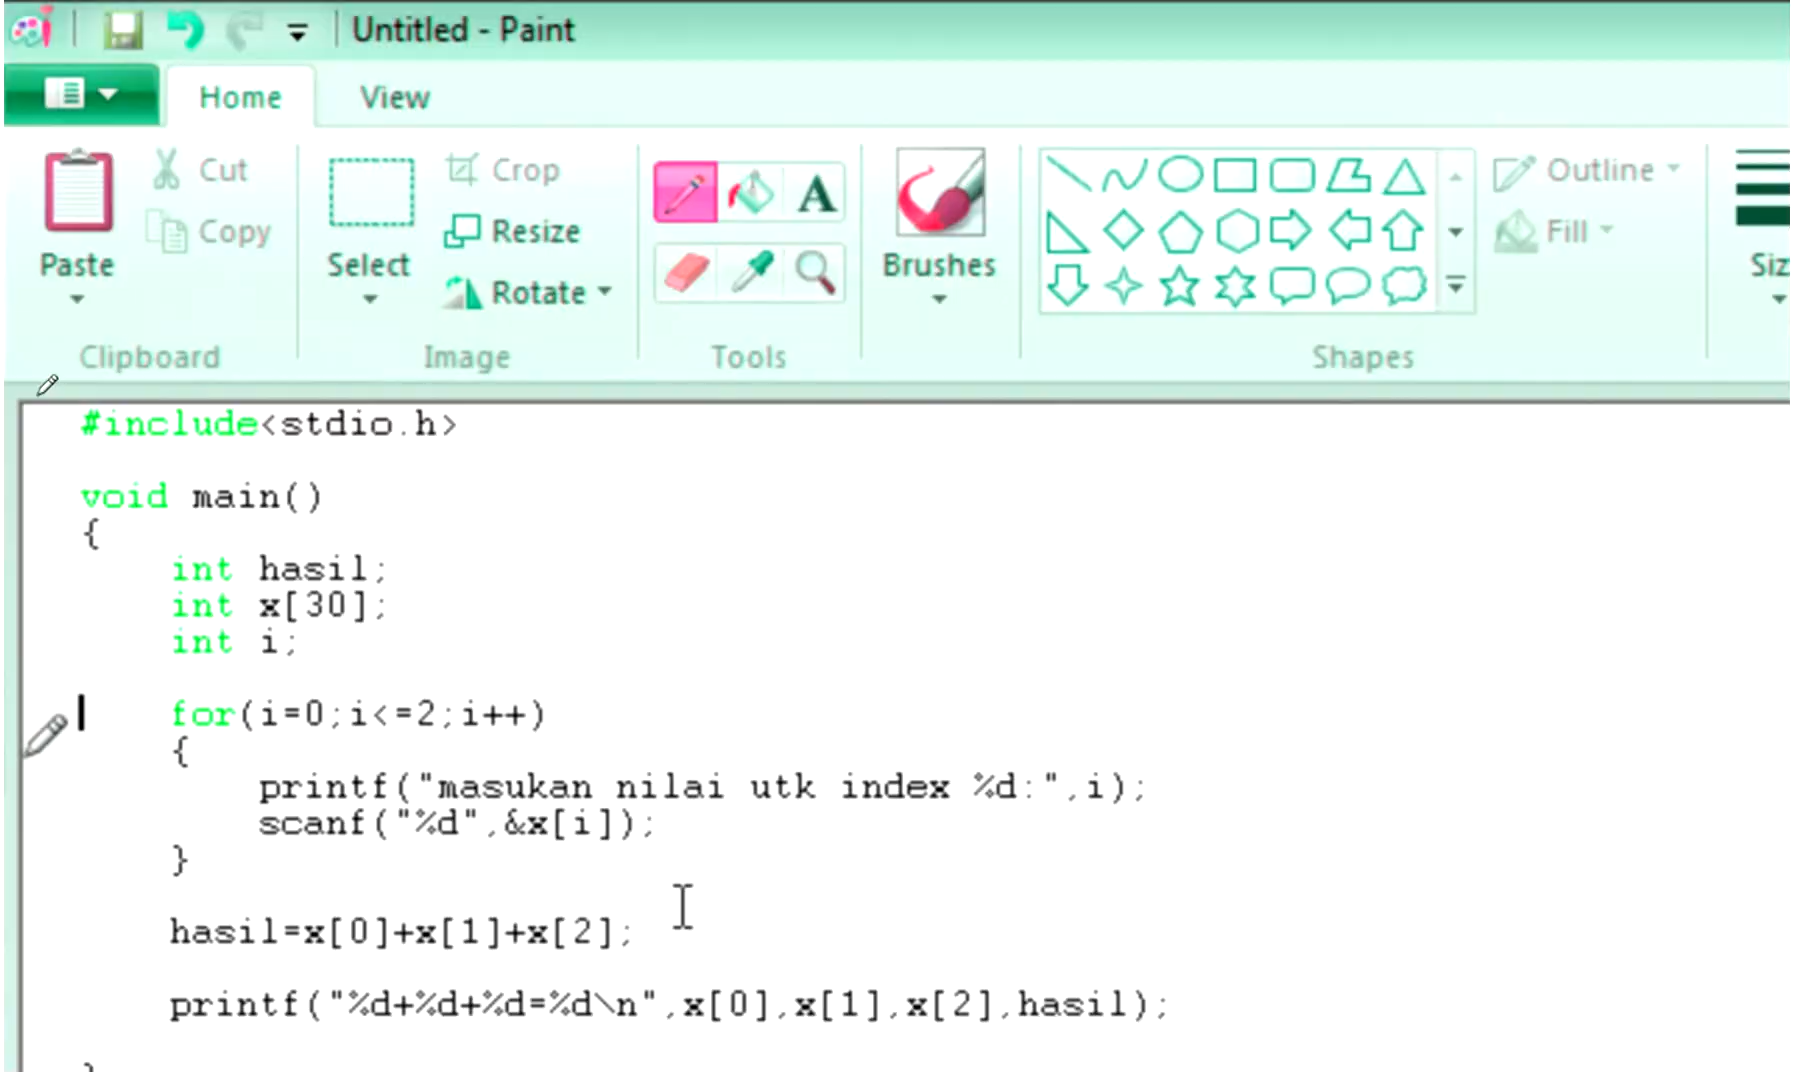 Untitled - Paint
Home View
Cut
Copy
Paste
Clipboard
Crop
Resize
Rotate
Select
Image
A
Tools
Brushes
Outline
Fill
Shapes
#include<stdio.h>
void main()
{
int hasil;
int x[30];
int i;
for(i=0;i<=2;i++)
{
printf("masukan nilai utk index %d:",i);
scanf("%d",&x[i]);
}
hasil=x[0]+x[1]+x[2];
printf("%d+%d+%d=%d\n",x[0],x[1],x[2],hasil);